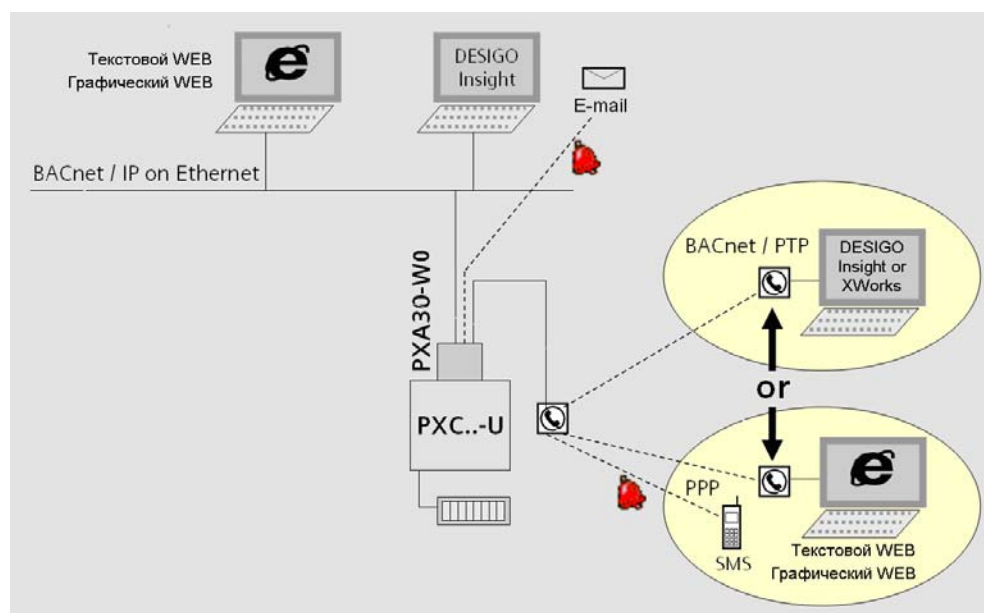 Текстовой WEB
Графический WEB
DESIGO
Insight
E-mail
BACnet / IP on Ethernet
PXA30-W0
BACnet / PTP
DESIGO
Insight or
XWorks
or
PXC..-U
PPP
SMS
Текстовой WEB
Графический WEB